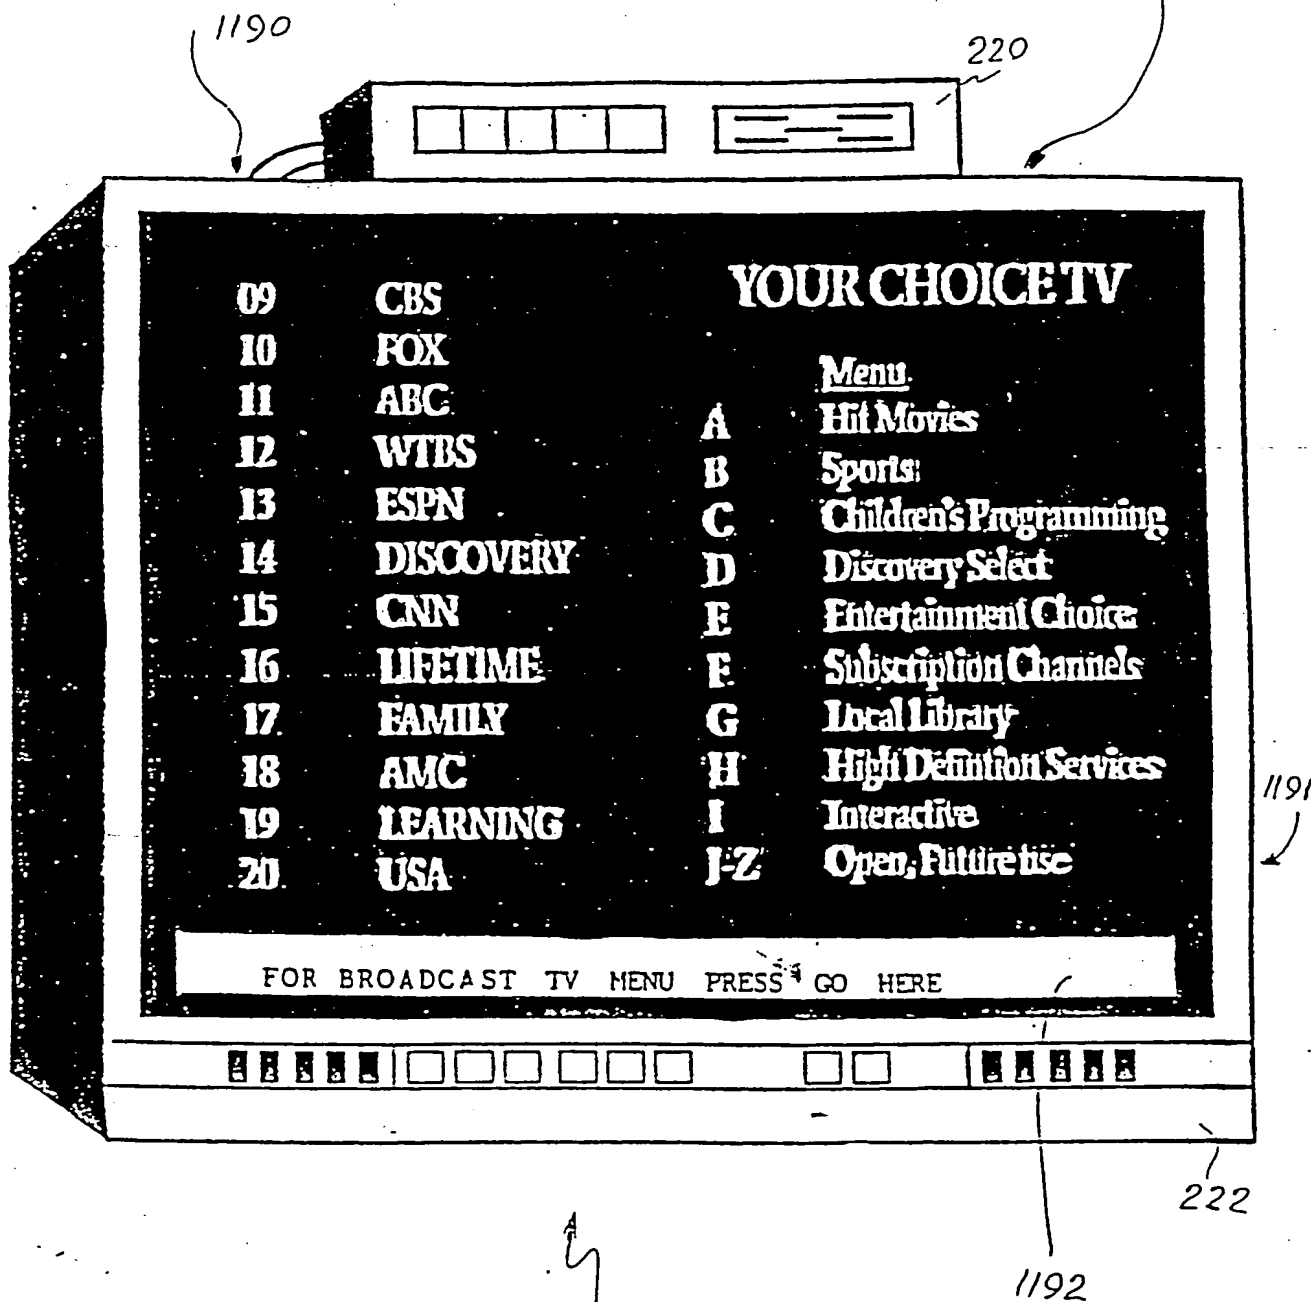 1190
220
YOUR CHOICE TV
09 CBS
10 FOX
11 ABC
12 WTBS
13 ESPN
14 DISCOVERY
15 CNN
16 LIFETIME
17 FAMILY
18 AMC
19 LEARNING
20 USA
Menu
A Hit Movies
B Sports
C Children's Programming
D Discovery Select
E Entertainment Choice
F Subscription Channels
G Local Library
H High Defintion Services
I Interactive
J-Z Open, Future use
1191
FOR BROADCAST TV MENU PRESS GO HERE
222
1192